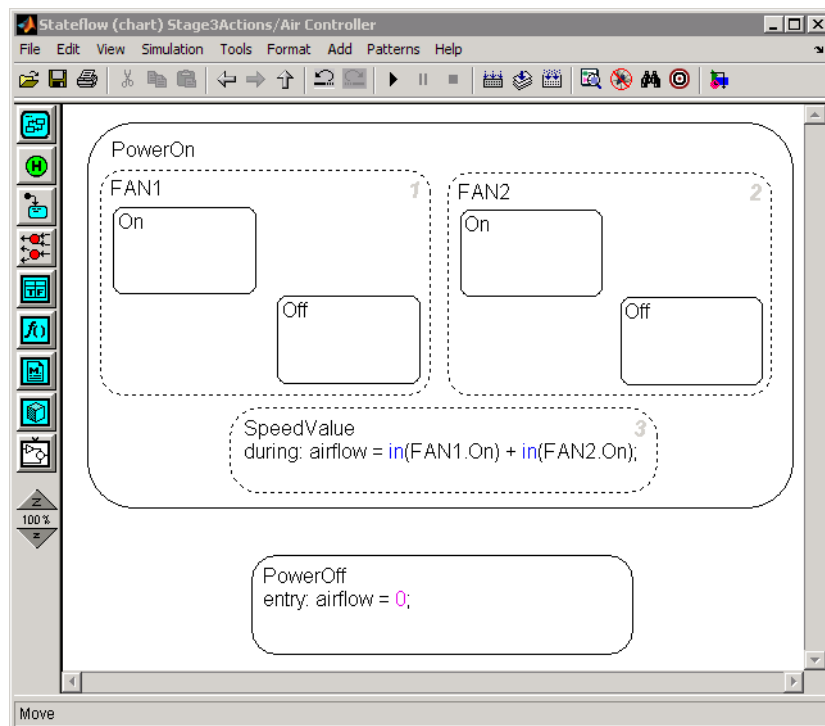 Stateflow (chart) Stage3Actions/Air Controller
File Edit View Simulation Tools Format Add Patterns Help
PowerOn
FAN1 1
On
Off
FAN2 2
On
Off
SpeedValue 3
during: airflow = in(FAN1.On) + in(FAN2.On);
PowerOff
entry: airflow = 0;
H
TF
f()
M
Z
100 %
z
Move